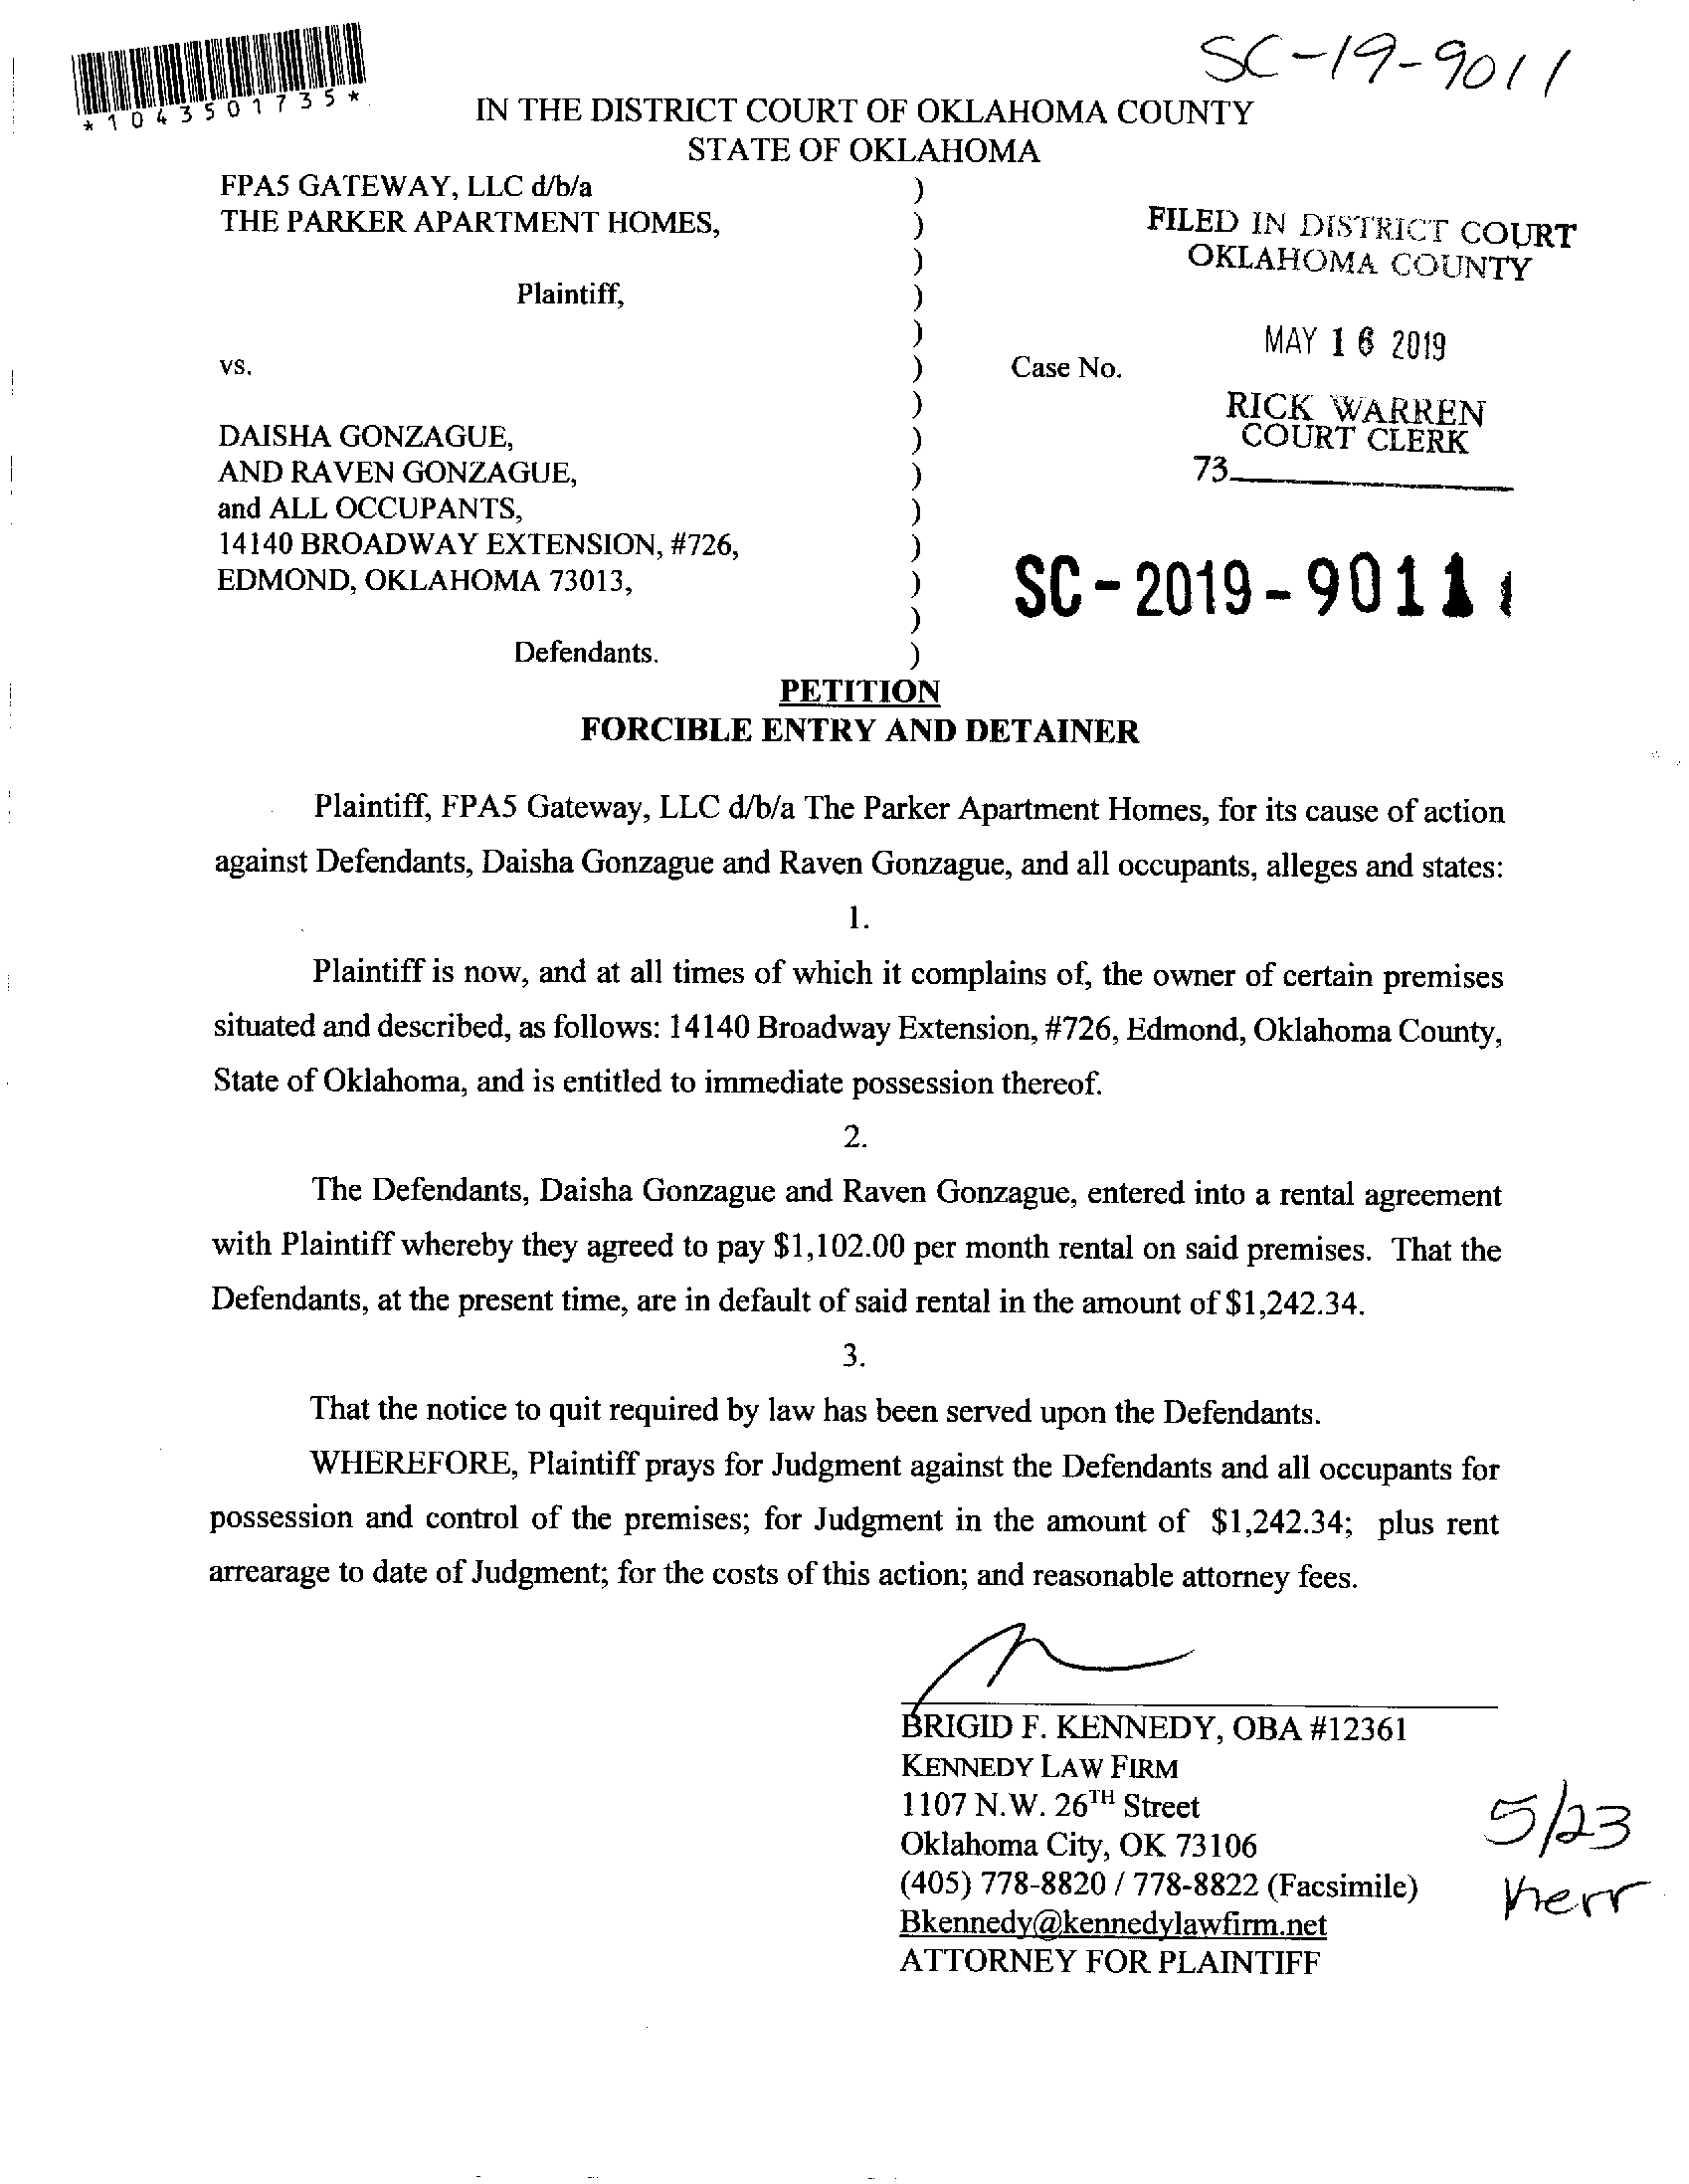 SC-19-9011
*1043501735*
IN THE DISTRICT COURT OF OKLAHOMA COUNTY
STATE OF OKLAHOMA
FPA5 GATEWAY, LLC d/b/a )
THE PARKER APARTMENT HOMES, )
)
Plaintiff, )
)
vs. ) Case No.
)
DAISHA GONZAGUE, )
AND RAVEN GONZAGUE, )
and ALL OCCUPANTS, )
14140 BROADWAY EXTENSION, #726, )
EDMOND, OKLAHOMA 73013, )
)
Defendants. )
FILED IN DISTRICT COURT
OKLAHOMA COUNTY
MAY 16 2019
RICK WARREN
COURT CLERK
73
SC-2019-9011
PETITION
FORCIBLE ENTRY AND DETAINER
Plaintiff, FPA5 Gateway, LLC d/b/a The Parker Apartment Homes, for its cause of action
against Defendants, Daisha Gonzague and Raven Gonzague, and all occupants, alleges and states:
1.
Plaintiff is now, and at all times of which it complains of, the owner of certain premises
situated and described, as follows: 14140 Broadway Extension, #726, Edmond, Oklahoma County,
State of Oklahoma, and is entitled to immediate possession thereof.
2.
The Defendants, Daisha Gonzague and Raven Gonzague, entered into a rental agreement
with Plaintiff whereby they agreed to pay $1,102.00 per month rental on said premises. That the
Defendants, at the present time, are in default of said rental in the amount of $1,242.34.
3.
That the notice to quit required by law has been served upon the Defendants.
WHEREFORE, Plaintiff prays for Judgment against the Defendants and all occupants for
possession and control of the premises; for Judgment in the amount of $1,242.34; plus rent
arrearage to date of Judgment; for the costs of this action; and reasonable attorney fees.
BRIGID F. KENNEDY, OBA #12361
KENNEDY LAW FIRM
1107 N.W. 26TH Street
Oklahoma City, OK 73106
(405) 778-8820 / 778-8822 (Facsimile)
Bkennedy@kennedylawfirm.net
ATTORNEY FOR PLAINTIFF
5/23
Kerr